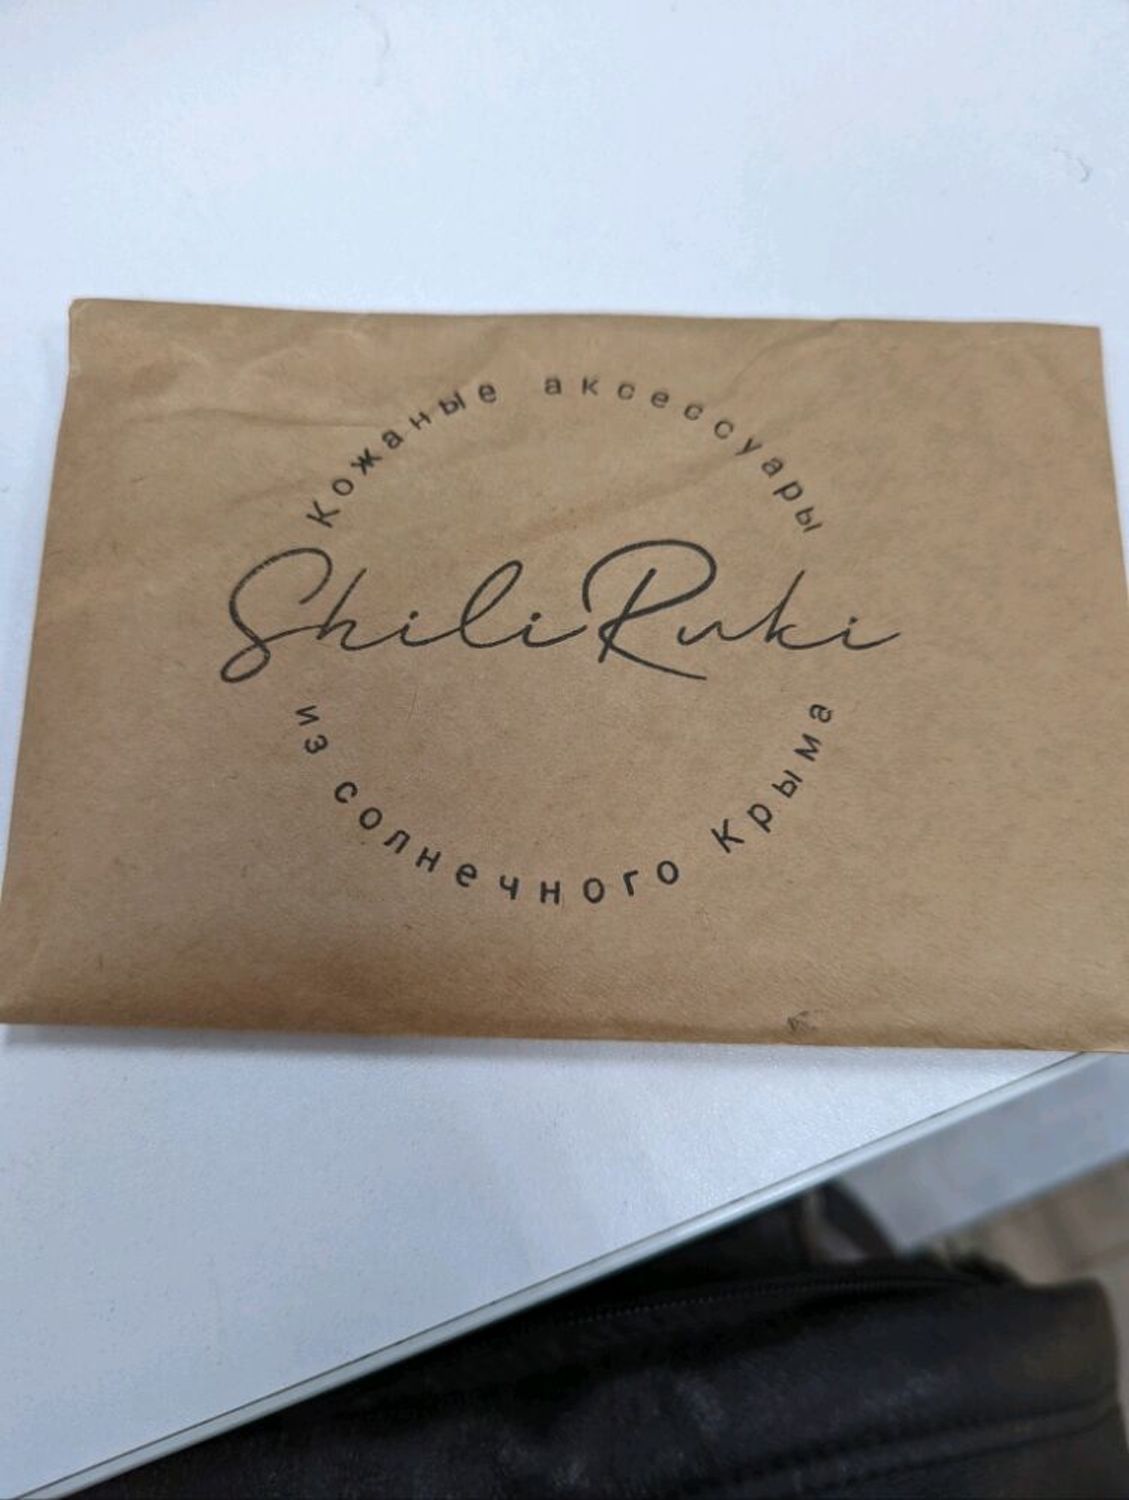 Кожаные аксессуары
ShiliRuki
из солнечного Крыма